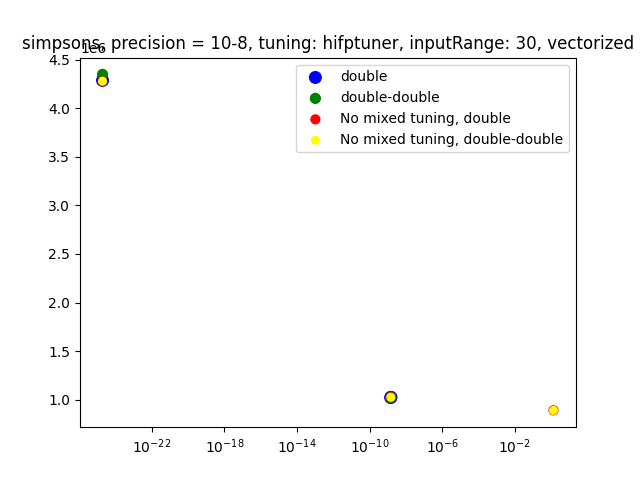 simpsons, precision = 10-8, tuning: hifptuner, inputRange: 30, vectorized
1e6
4.5
4.0
3.5
3.0
2.5
2.0
1.5
1.0
double
double-double
No mixed tuning, double
No mixed tuning, double-double
10⁻²² 10⁻¹⁸ 10⁻¹⁴ 10⁻¹⁰ 10⁻⁶ 10⁻²